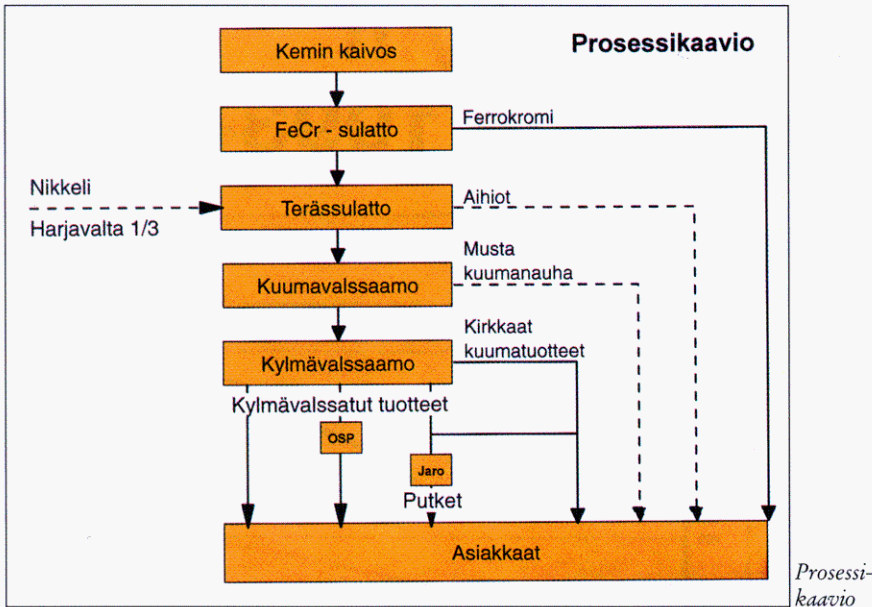 Prosessikaavio
Kemin kaivos
FeCr - sulatto
Ferrokromi
Nikkeli
Harjavalta 1/3
Terässulatto
Aihiot
Musta
kuumanauha
Kuumavalssaamo
Kirkkaat
kuumatuotteet
Kylmävalssaamo
Kylmävalssatut tuotteet
OSP
Jaro
Putket
Asiakkaat
Prosessi-
kaavio